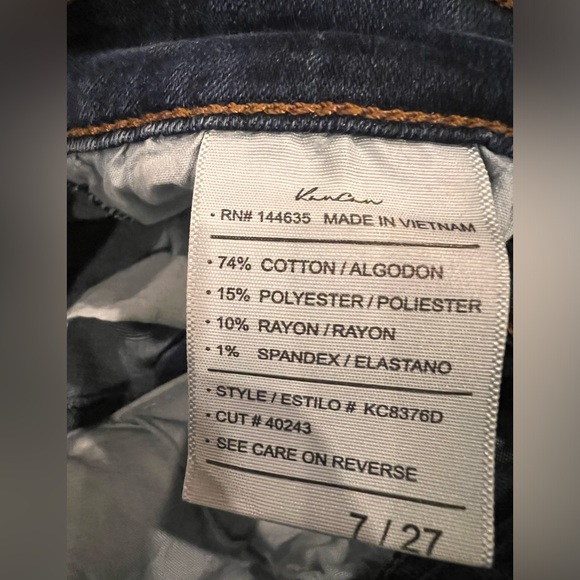 KanCan
• RN# 144635 MADE IN VIETNAM
• 74% COTTON / ALGODON
• 15% POLYESTER / POLIESTER
• 10% RAYON / RAYON
• 1% SPANDEX / ELASTANO
• STYLE / ESTILO # KC8376D
• CUT # 40243
• SEE CARE ON REVERSE
7 / 27